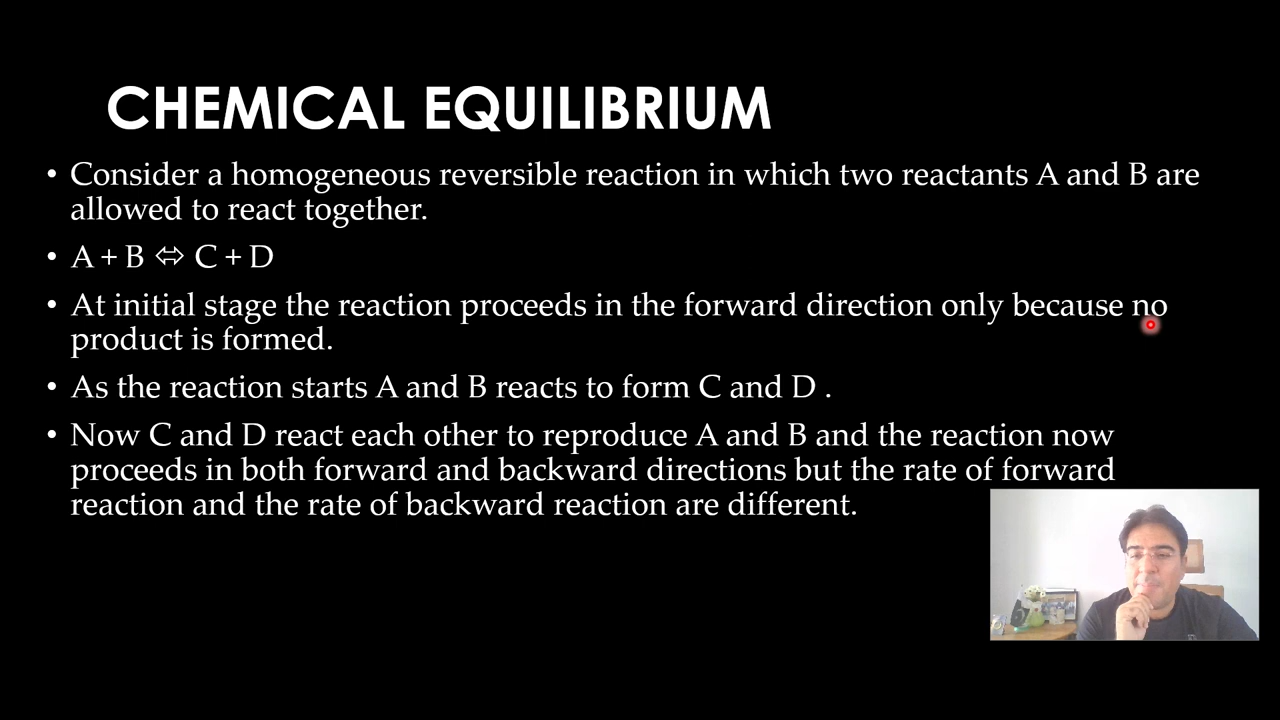 CHEMICAL EQUILIBRIUM
• Consider a homogeneous reversible reaction in which two reactants A and B are
allowed to react together.
• A + B ⇔ C + D
• At initial stage the reaction proceeds in the forward direction only because no
product is formed.
• As the reaction starts A and B reacts to form C and D .
• Now C and D react each other to reproduce A and B and the reaction now
proceeds in both forward and backward directions but the rate of forward
reaction and the rate of backward reaction are different.